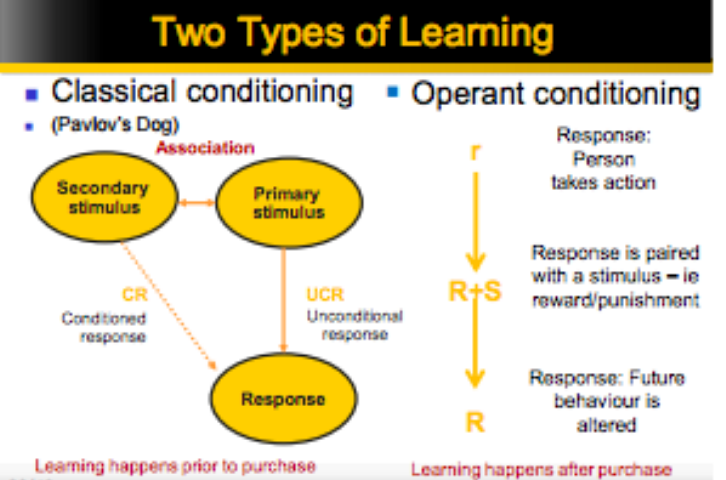 Two Types of Learning
Classical conditioning
(Pavlov's Dog)
Association
Secondary
stimulus
Primary
stimulus
CR
Conditioned
response
UCR
Unconditional
response
Response
Learning happens prior to purchase
Operant conditioning
r
Response:
Person
takes action
R+S
Response is paired
with a stimulus – ie
reward/punishment
R
Response: Future
behaviour is
altered
Learning happens after purchase